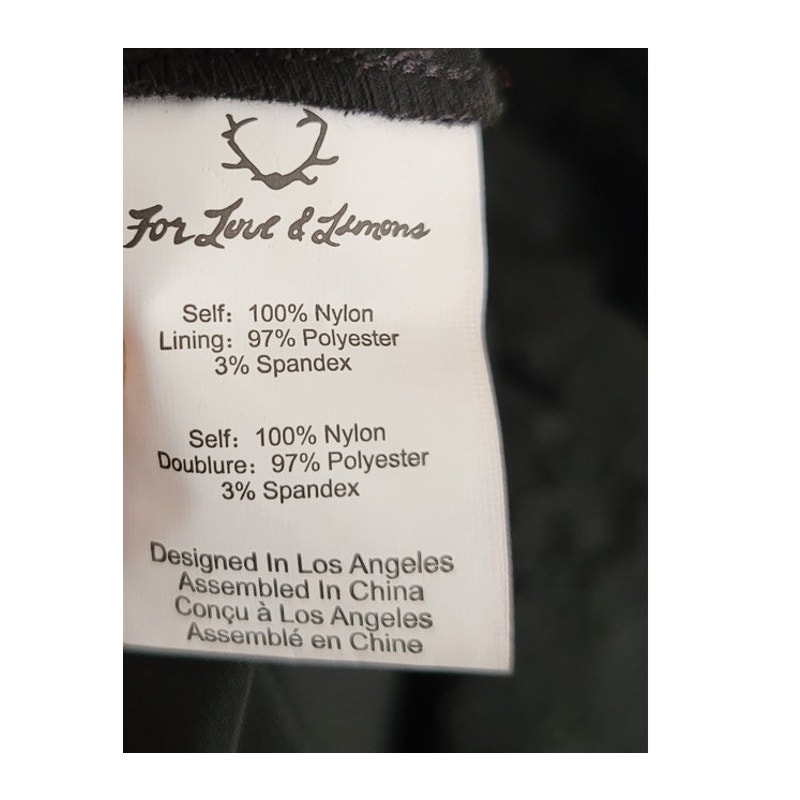 For Love & Lemons
Self: 100% Nylon
Lining: 97% Polyester
3% Spandex
Self: 100% Nylon
Doublure: 97% Polyester
3% Spandex
Designed In Los Angeles
Assembled In China
Conçu à Los Angeles
Assemblé en Chine